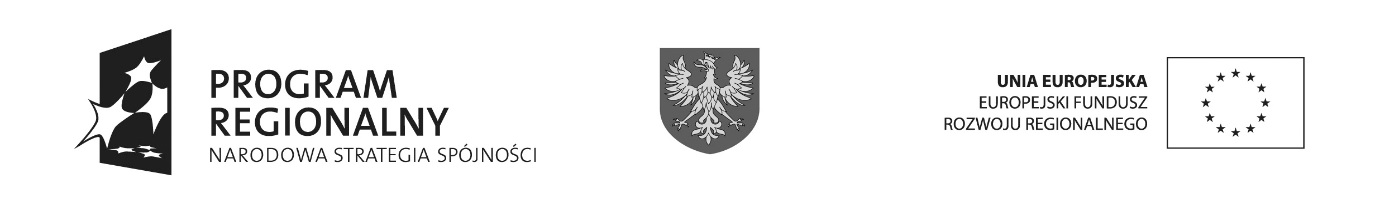 PROGRAM
REGIONALNY
NARODOWA STRATEGIA SPÓJNOŚCI
UNIA EUROPEJSKA
EUROPEJSKI FUNDUSZ
ROZWOJU REGIONALNEGO